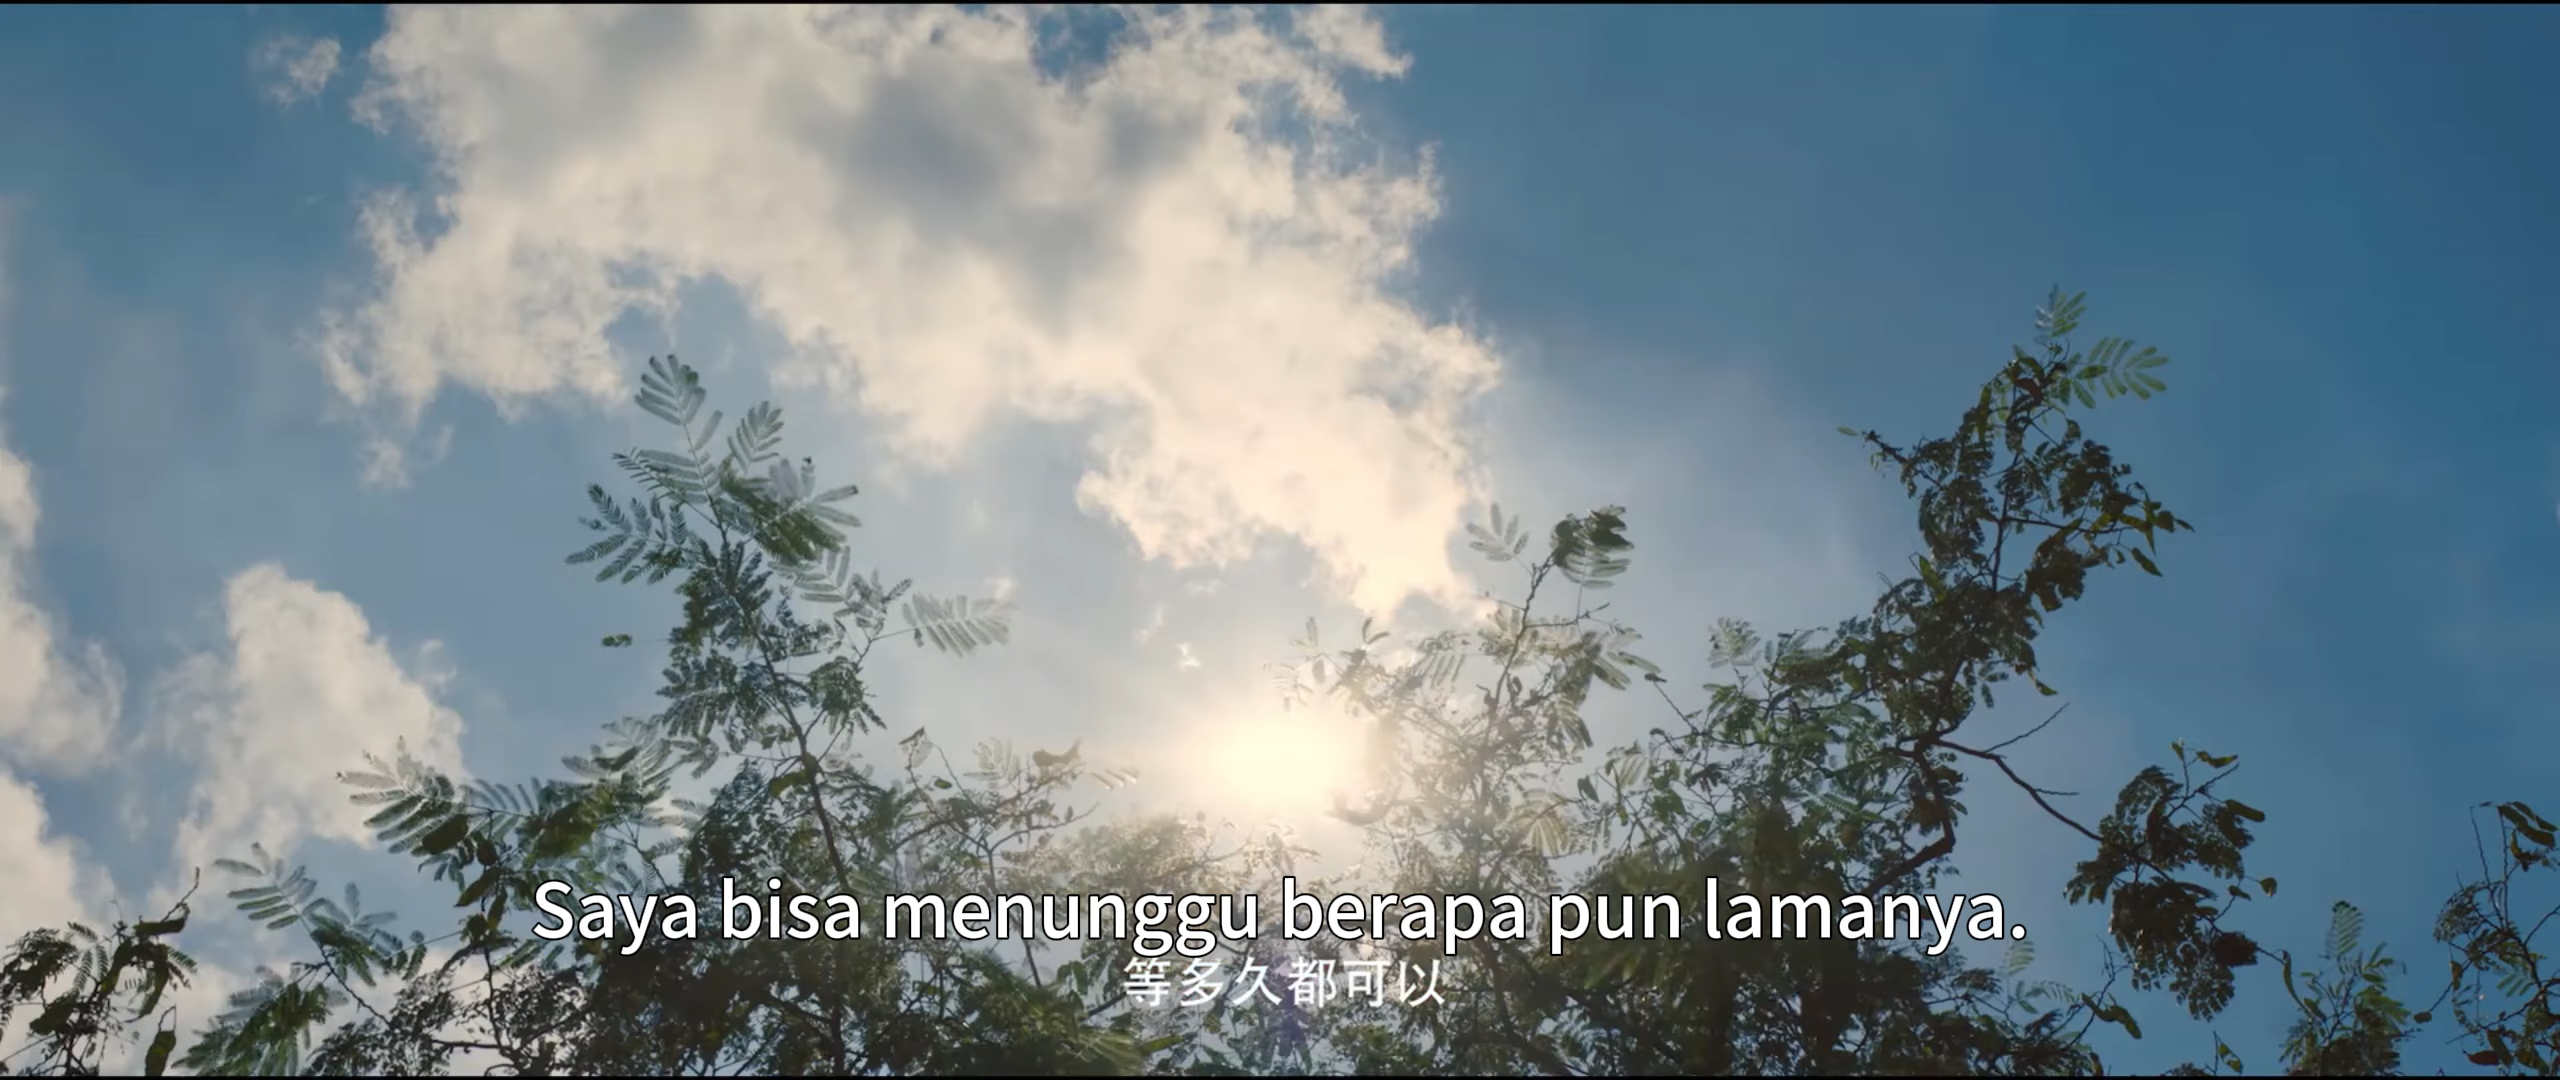 Saya bisa menunggu berapa pun lamanya.
等多久都可以